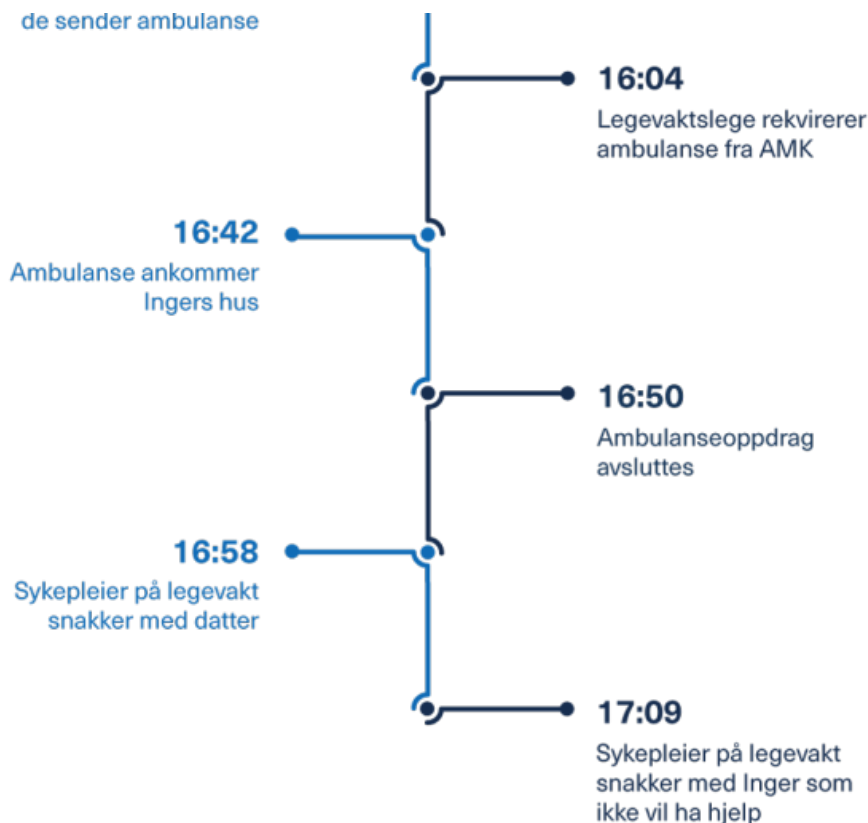 de sender ambulanse
16:04
Legevaktslege rekvirerer
ambulanse fra AMK
16:42
Ambulanse ankommer
Ingers hus
16:50
Ambulanseoppdrag
avsluttes
16:58
Sykepleier på legevakt
snakker med datter
17:09
Sykepleier på legevakt
snakker med Inger som
ikke vil ha hjelp